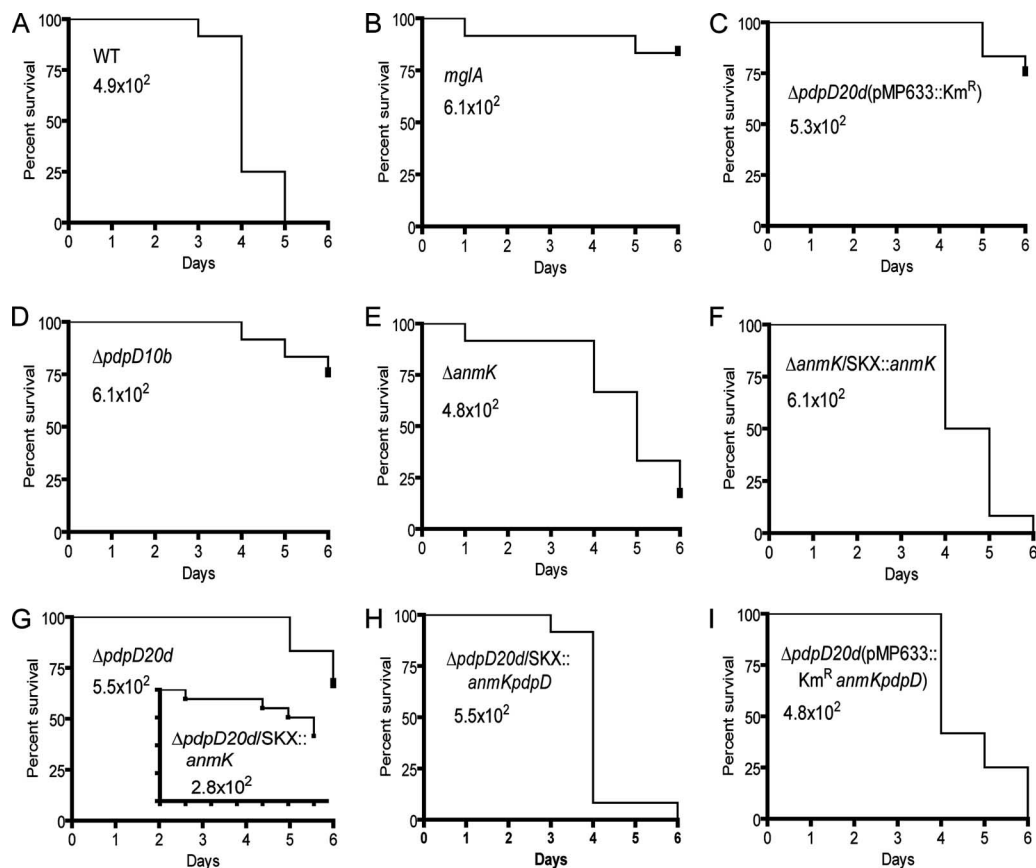 A
WT
4.9x10²
Percent survival
100
75
50
25
0
0 1 2 3 4 5 6
Days
B
mglA
6.1x10²
Percent survival
100
75
50
25
0
0 1 2 3 4 5 6
Days
C
ΔpdpD20d(pMP633::Kmᴿ)
5.3x10²
Percent survival
100
75
50
25
0
0 1 2 3 4 5 6
Days
D
ΔpdpD10b
6.1x10²
Percent survival
100
75
50
25
0
0 1 2 3 4 5 6
Days
E
ΔanmK
4.8x10²
Percent survival
100
75
50
25
0
0 1 2 3 4 5 6
Days
F
ΔanmK/SKX::anmK
6.1x10²
Percent survival
100
75
50
25
0
0 1 2 3 4 5 6
Days
G
ΔpdpD20d
5.5x10²
ΔpdpD20d/SKX::
anmK
2.8x10²
Percent survival
100
75
50
25
0
0 1 2 3 4 5 6
Days
H
ΔpdpD20d/SKX::
anmKpdpD
5.5x10²
Percent survival
100
75
50
25
0
0 1 2 3 4 5 6
Days
I
ΔpdpD20d(pMP633::
Kmᴿ anmKpdpD)
4.8x10²
Percent survival
100
75
50
25
0
0 1 2 3 4 5 6
Days